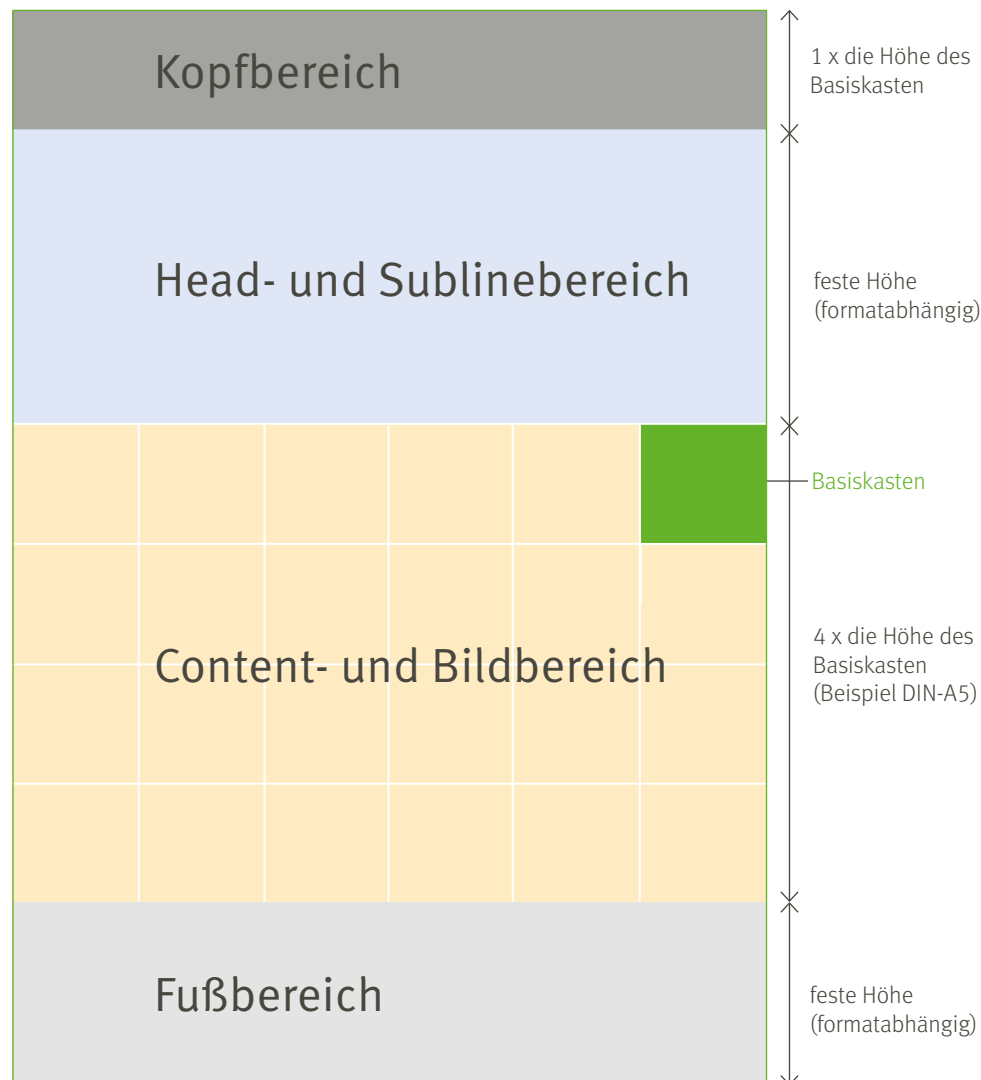 Kopfbereich
1 x die Höhe des
Basiskasten
Head- und Sublinebereich
feste Höhe
(formatabhängig)
Basiskasten
Content- und Bildbereich
4 x die Höhe des
Basiskasten
(Beispiel DIN-A5)
Fußbereich
feste Höhe
(formatabhängig)